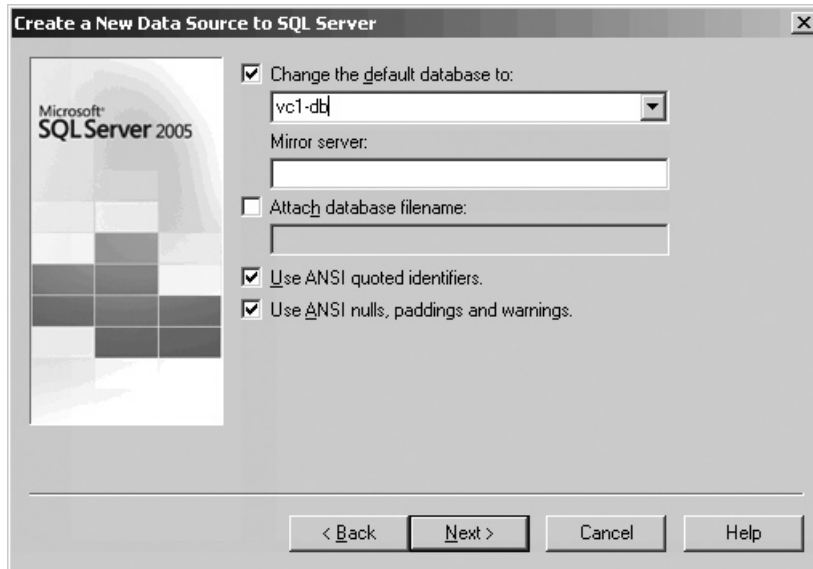 Create a New Data Source to SQL Server
Microsoft®
SQL Server 2005
Change the default database to:
vc1-db
Mirror server:
Attach database filename:
Use ANSI quoted identifiers.
Use ANSI nulls, paddings and warnings.
< Back
Next >
Cancel
Help